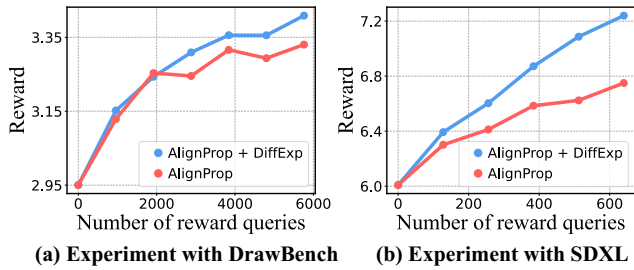 Reward
3.35
3.15
2.95
AlignProp + DiffExp
AlignProp
0 2000 4000 6000
Number of reward queries
(a) Experiment with DrawBench
Reward
7.2
6.8
6.4
6.0
AlignProp + DiffExp
AlignProp
0 200 400 600
Number of reward queries
(b) Experiment with SDXL